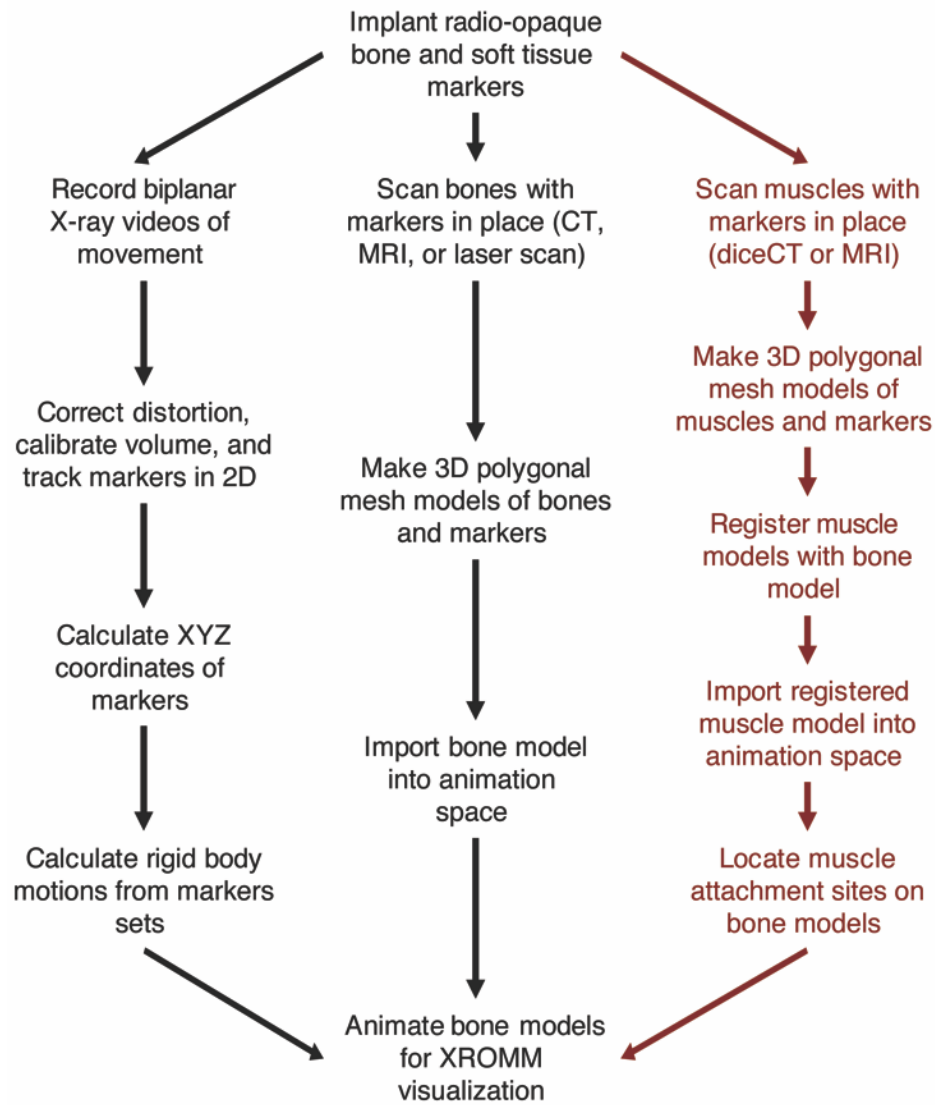 Implant radio-opaque
bone and soft tissue
markers
Record biplanar
X-ray videos of
movement
Correct distortion,
calibrate volume, and
track markers in 2D
Calculate XYZ
coordinates of
markers
Calculate rigid body
motions from markers
sets
Scan bones with
markers in place (CT,
MRI, or laser scan)
Make 3D polygonal
mesh models of bones
and markers
Import bone model
into animation
space
Scan muscles with
markers in place
(diceCT or MRI)
Make 3D polygonal
mesh models of
muscles and markers
Register muscle
models with bone
model
Import registered
muscle model into
animation space
Locate muscle
attachment sites on
bone models
Animate bone models
for XROMM
visualization